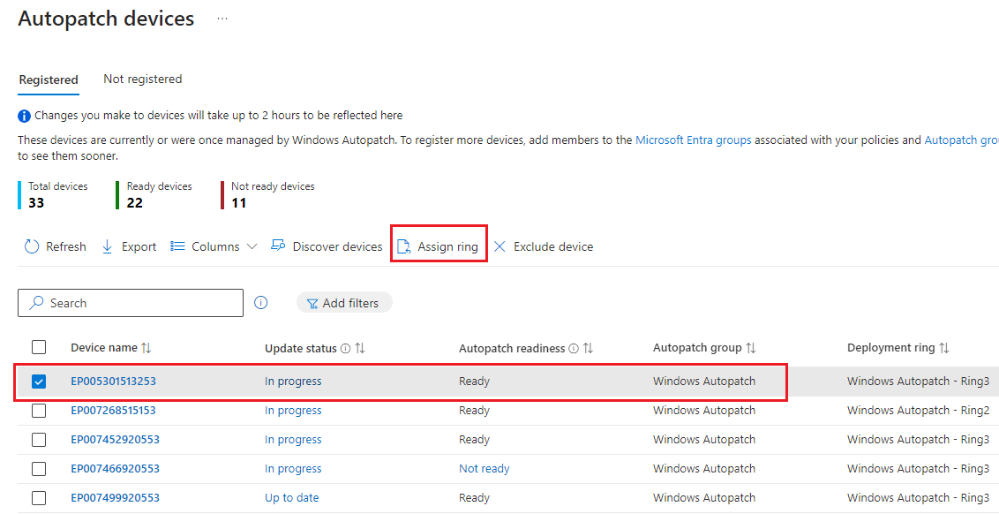 Autopatch devices ...
Registered Not registered
Changes you make to devices will take up to 2 hours to be reflected here
These devices are currently or were once managed by Windows Autopatch. To register more devices, add members to the Microsoft Entra groups associated with your policies and Autopatch gro
to see them sooner.
Total devices Ready devices Not ready devices
33 22 11
Refresh Export Columns Discover devices Assign ring Exclude device
Search Add filters
Device name Update status Autopatch readiness Autopatch group Deployment ring
EP005301513253 In progress Ready Windows Autopatch Windows Autopatch - Ring3
EP007268515153 In progress Ready Windows Autopatch Windows Autopatch - Ring2
EP007452920553 In progress Ready Windows Autopatch Windows Autopatch - Ring3
EP007466920553 In progress Not ready Windows Autopatch Windows Autopatch - Ring3
EP007499920553 Up to date Ready Windows Autopatch Windows Autopatch - Ring3